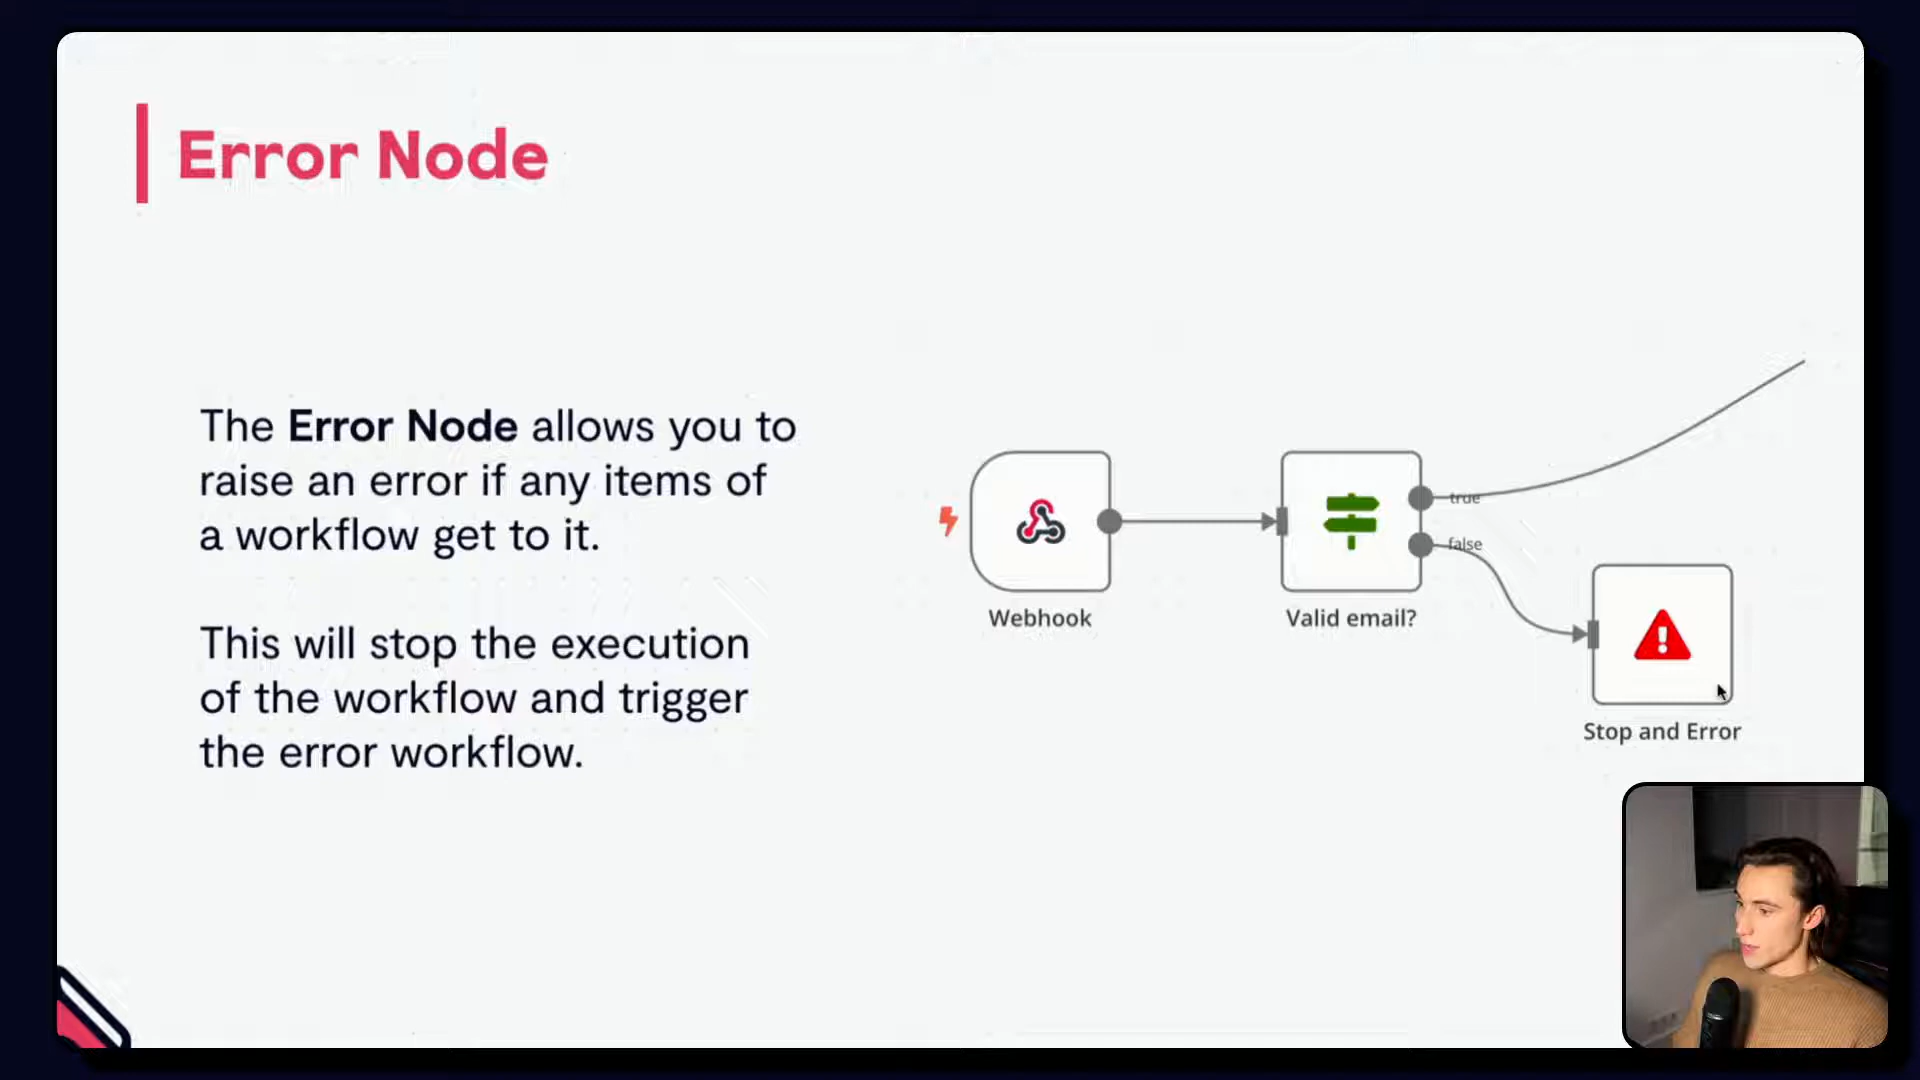 Error Node
The Error Node allows you to
raise an error if any items of
a workflow get to it.
This will stop the execution
of the workflow and trigger
the error workflow.
true
false
Webhook
Valid email?
Stop and Error